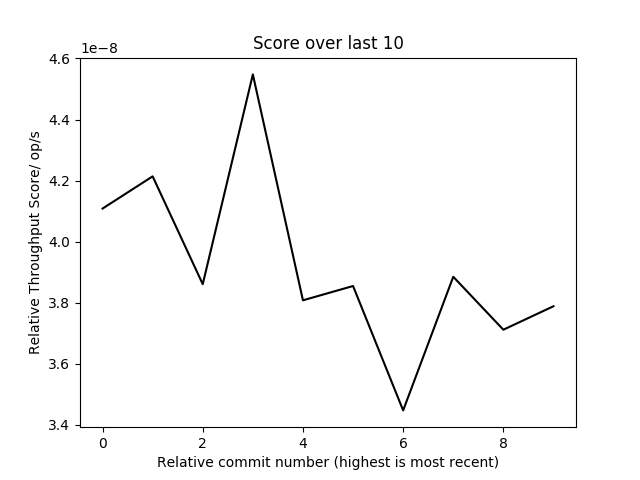 Score over last 10
1e−8
4.6
4.4
4.2
4.0
3.8
3.6
3.4
Relative Throughput Score/ op/s
0 2 4 6 8
Relative commit number (highest is most recent)